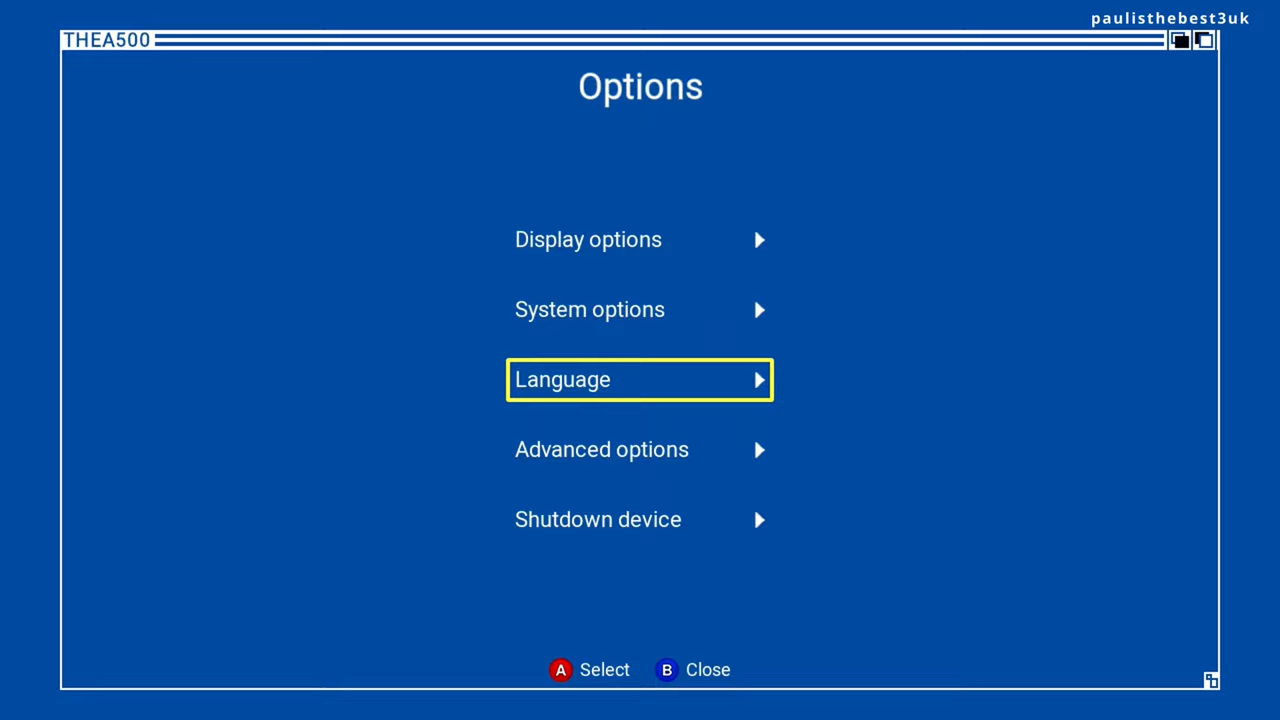 paulisthebest3uk
THEA500
Options
Display options
System options
Language
Advanced options
Shutdown device
A Select B Close